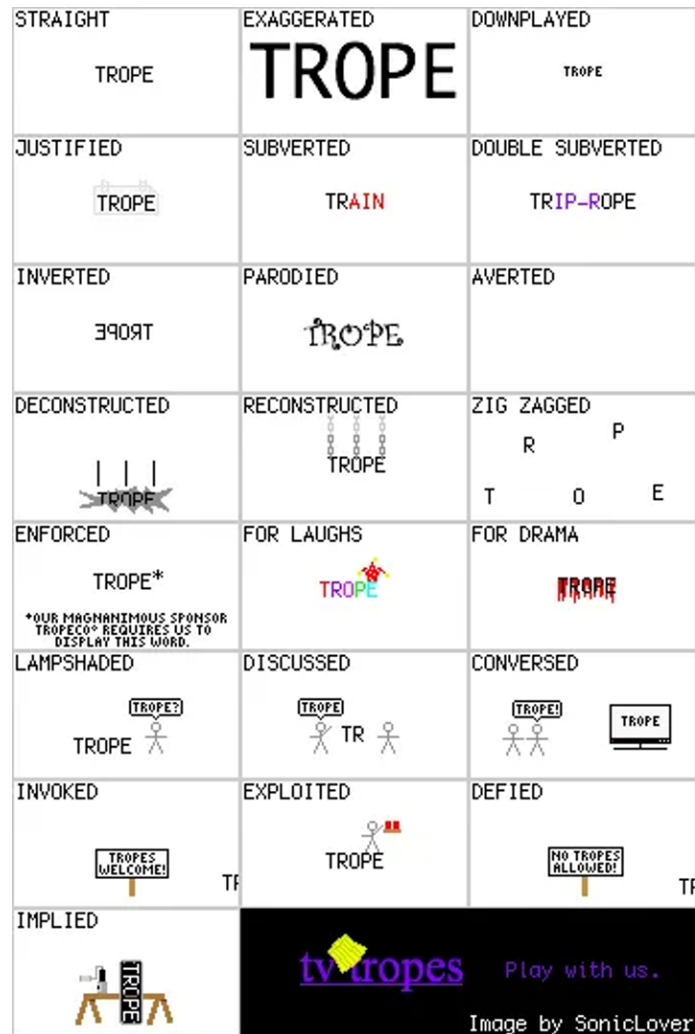 STRAIGHT
TROPE
EXAGGERATED
TROPE
DOWNPLAYED
TROPE
JUSTIFIED
TROPE
SUBVERTED
TRAIN
DOUBLE SUBVERTED
TRIP-ROPE
INVERTED
TROPE
PARODIED
TROPE
AVERTED
DECONSTRUCTED
TROPE
RECONSTRUCTED
TROPE
ZIG ZAGGED
T R O P E
ENFORCED
TROPE*
*OUR MAGNANIMOUS SPONSOR
TROPECO® REQUIRES US TO
DISPLAY THIS WORD.
FOR LAUGHS
TROPE
FOR DRAMA
TROPE
LAMPSHADED
TROPE?
TROPE
DISCUSSED
TROPE
TR
CONVERSED
TROPE!
TROPE
INVOKED
TROPES
WELCOME!
TR
EXPLOITED
TROPE
DEFIED
NO TROPES
ALLOWED!
TR
IMPLIED
TROPE
tv tropes
Play with us.
Image by SonicLover